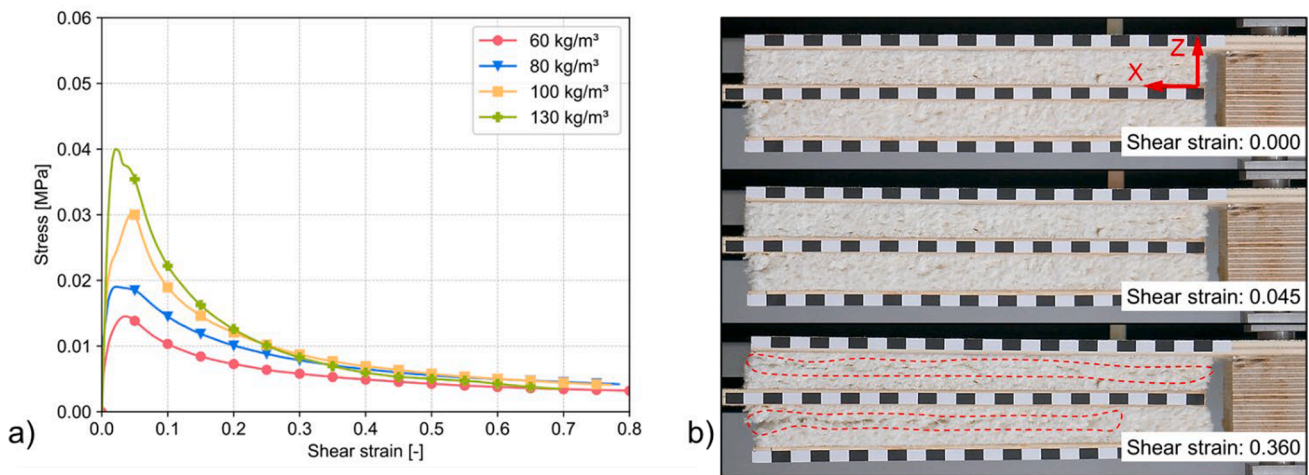 0.06
0.05
0.04
0.03
0.02
0.01
0.00
Stress [MPa]
60 kg/m³
80 kg/m³
100 kg/m³
130 kg/m³
0.0 0.1 0.2 0.3 0.4 0.5 0.6 0.7 0.8
Shear strain [-]
a)
Z
X
Shear strain: 0.000
Shear strain: 0.045
Shear strain: 0.360
b)